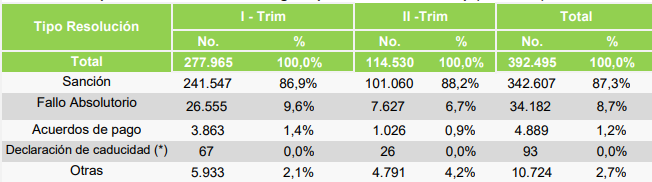 Tipo Resolución I - Trim II -Trim Total
No. % No. % No. %
Total 277.965 100,0% 114.530 100,0% 392.495 100,0%
Sanción 241.547 86,9% 101.060 88,2% 342.607 87,3%
Fallo Absolutorio 26.555 9,6% 7.627 6,7% 34.182 8,7%
Acuerdos de pago 3.863 1,4% 1.026 0,9% 4.889 1,2%
Declaración de caducidad (*) 67 0,0% 26 0,0% 93 0,0%
Otras 5.933 2,1% 4.791 4,2% 10.724 2,7%